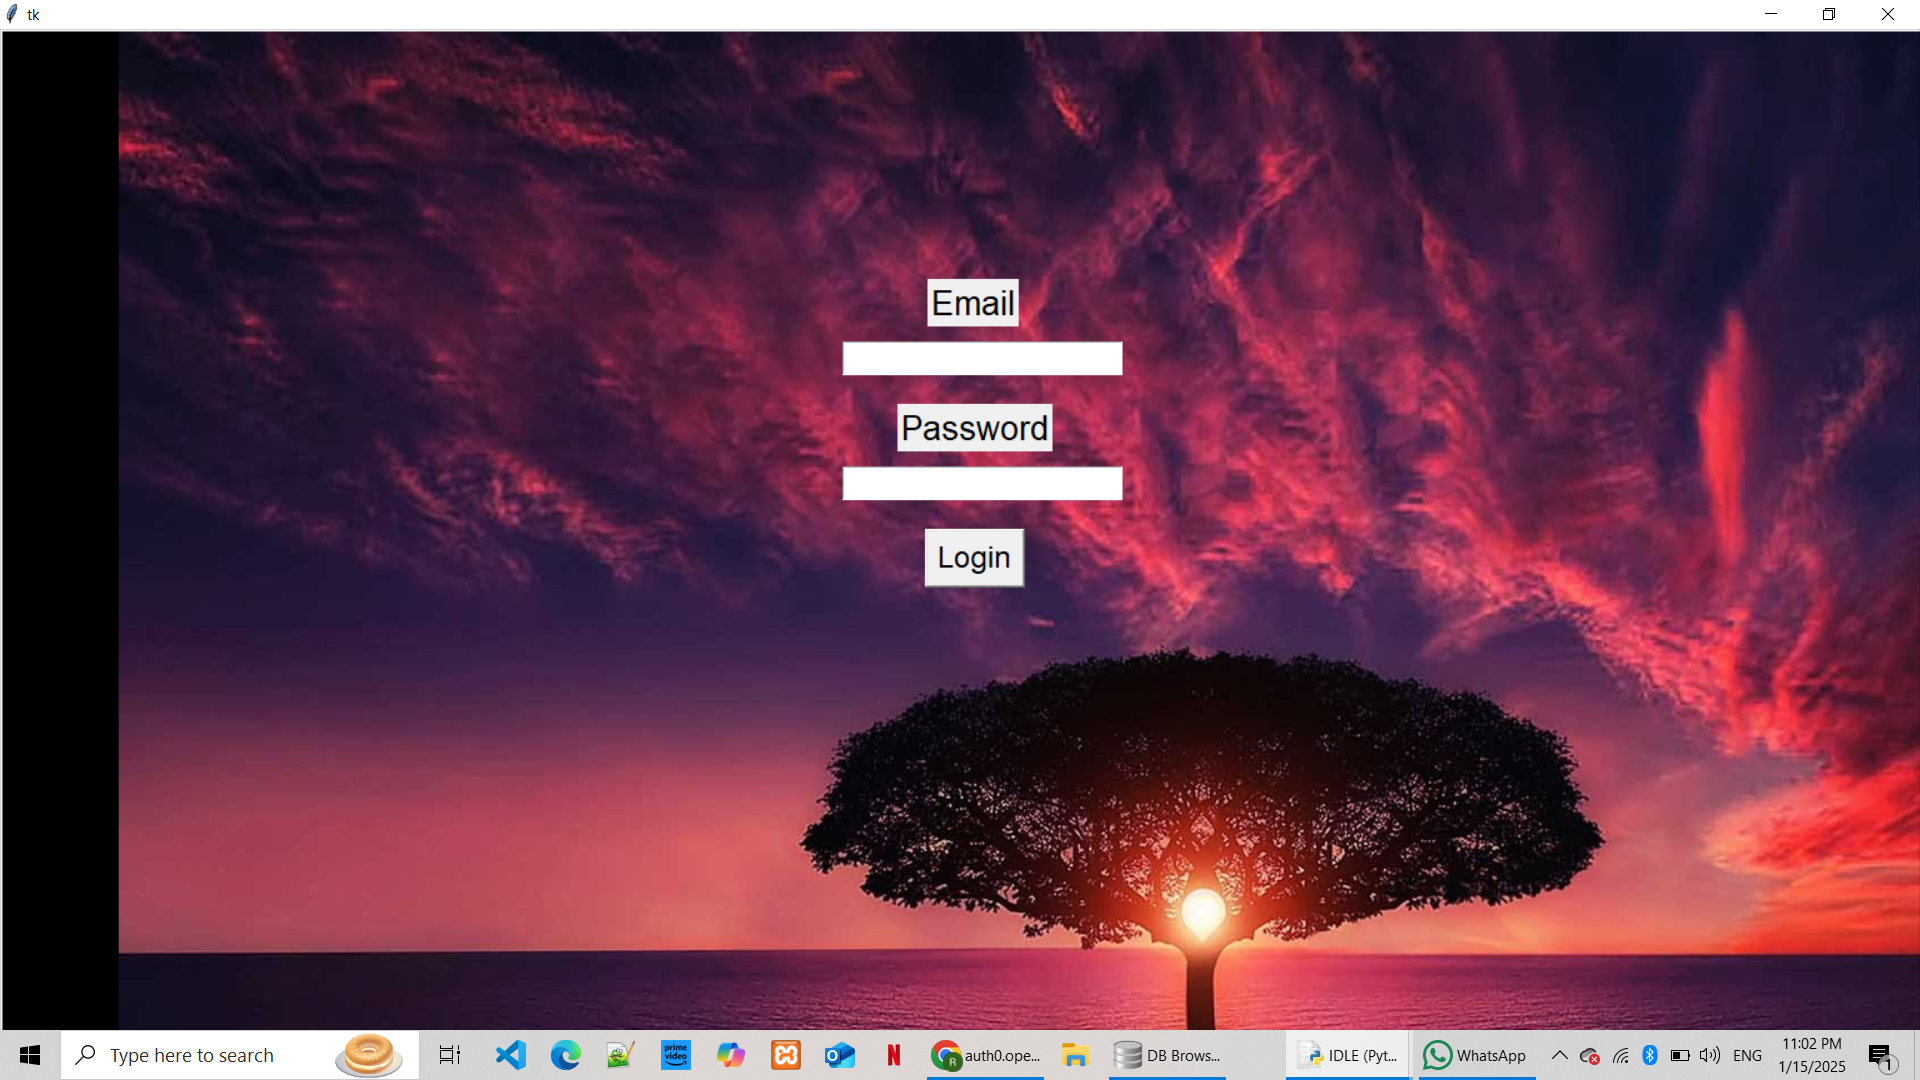 tk
Email
Password
Login
Type here to search
prime video
N
R
auth0.ope...
DB Brows...
IDLE (Pyt...
WhatsApp
ENG
11:02 PM
1/15/2025
1